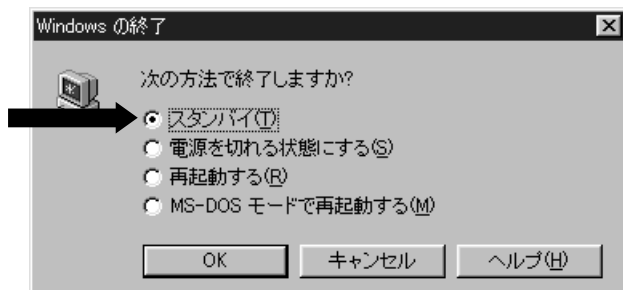 Windows の終了
次の方法で終了しますか?
スタンバイ(T)
電源を切れる状態にする(S)
再起動する(R)
MS-DOS モードで再起動する(M)
OK キャンセル ヘルプ(H)